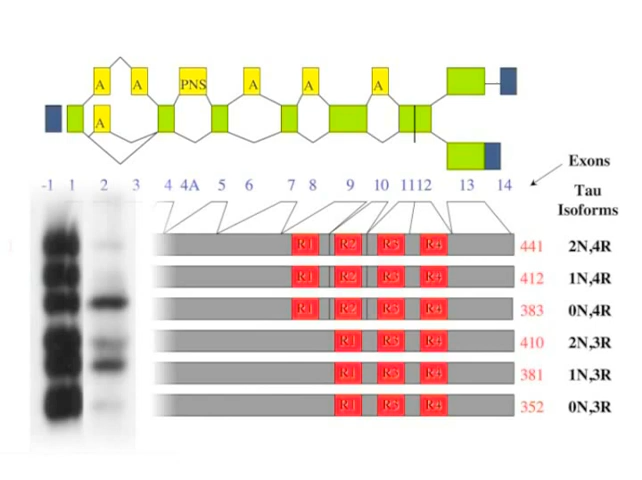 A A PNS A A A
A
Exons
-1 1 2 3 4 4A 5 6 7 8 9 10 11 12 13 14
Tau
Isoforms
R1 R2 R3 R4 441 2N,4R
R1 R2 R3 R4 412 1N,4R
R1 R2 R3 R4 383 0N,4R
R1 R3 R4 410 2N,3R
R1 R3 R4 381 1N,3R
R1 R3 R4 352 0N,3R